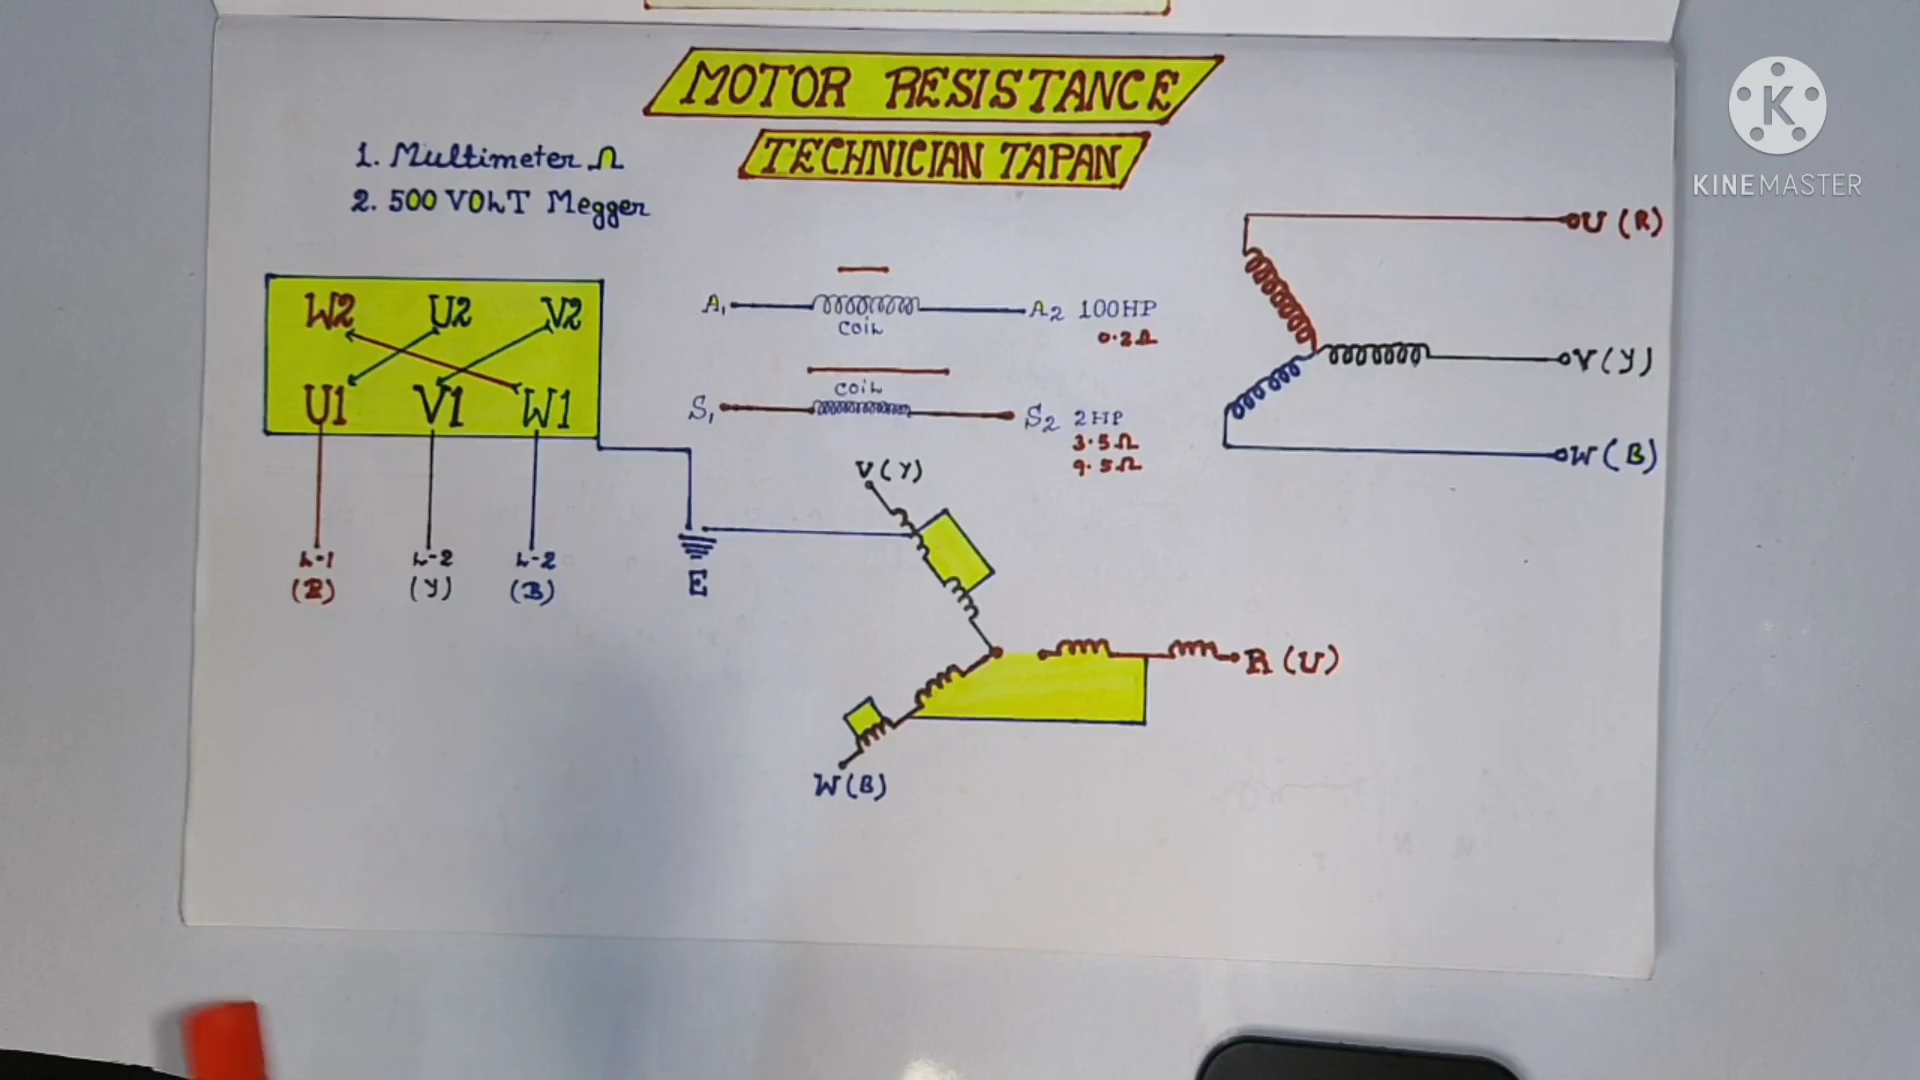 MOTOR RESISTANCE
TECHNICIAN TAPAN
1. Multimeter Ω
2. 500 VOLT Megger
K
KINEMASTER
W2 U2 V2
U1 V1 W1
L-1 L-2 L-2
(R) (Y) (B)
E
A1 A2 100HP
COIL
0.2Ω
COIL
S1 S2 2HP
3.5Ω
9.5Ω
U (R)
V (Y)
W (B)
V (Y)
R (U)
W (B)